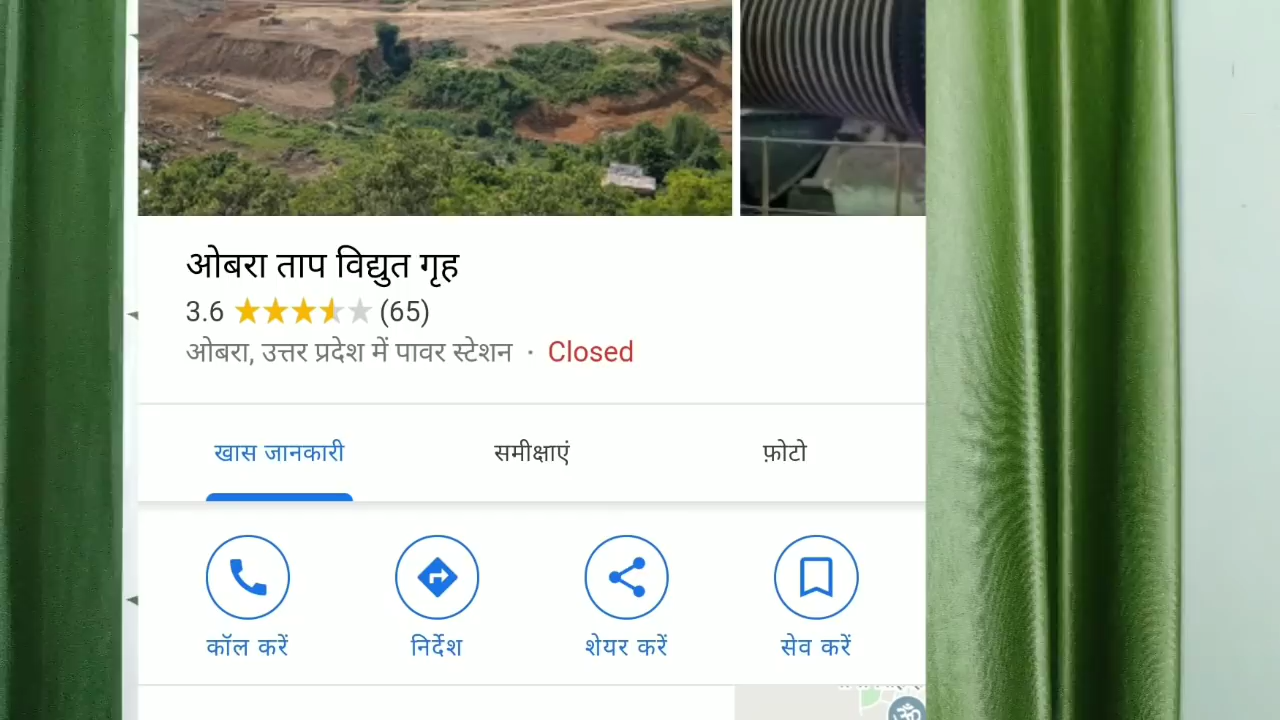 ओबरा ताप विद्युत गृह
3.6 (65)
ओबरा, उत्तर प्रदेश में पावर स्टेशन · Closed
खास जानकारी
समीक्षाएं
फ़ोटो
कॉल करें
निर्देश
शेयर करें
सेव करें